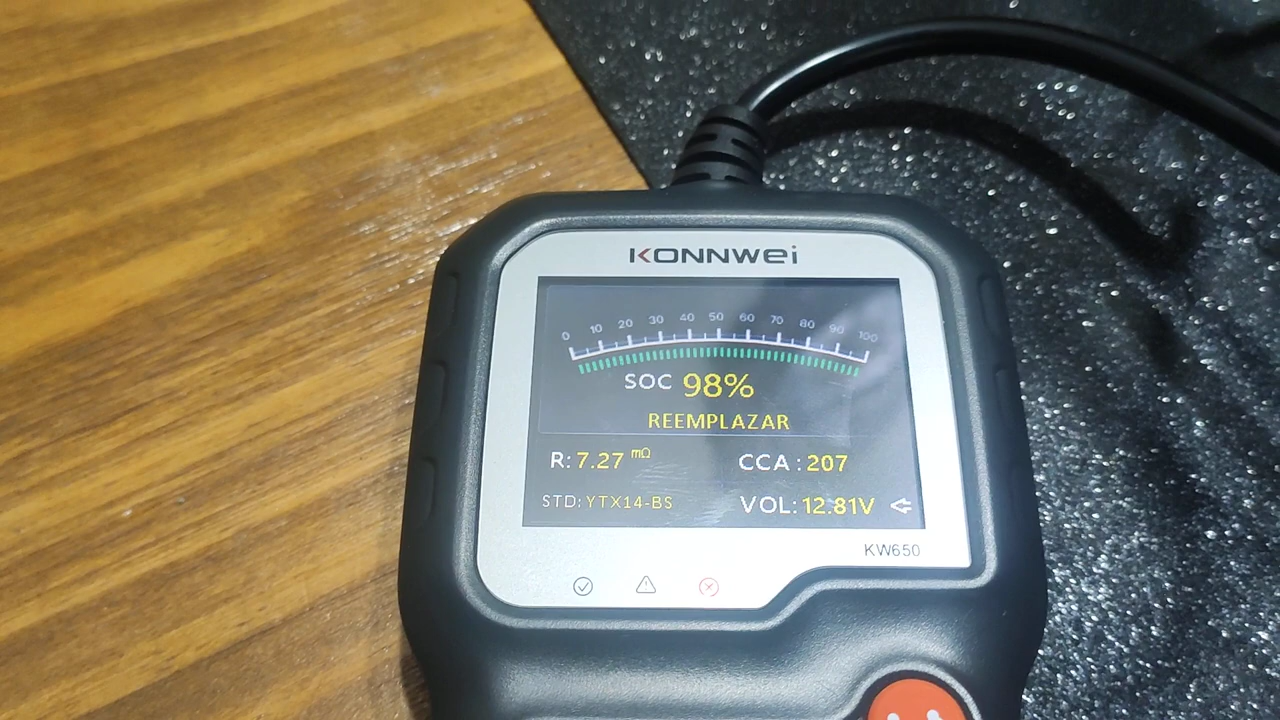 KONNWEI
0 10 20 30 40 50 60 70 80 90 100
SOC 98%
REEMPLAZAR
R: 7.27 mΩ CCA : 207
STD: YTX14-BS VOL: 12.81V
KW650